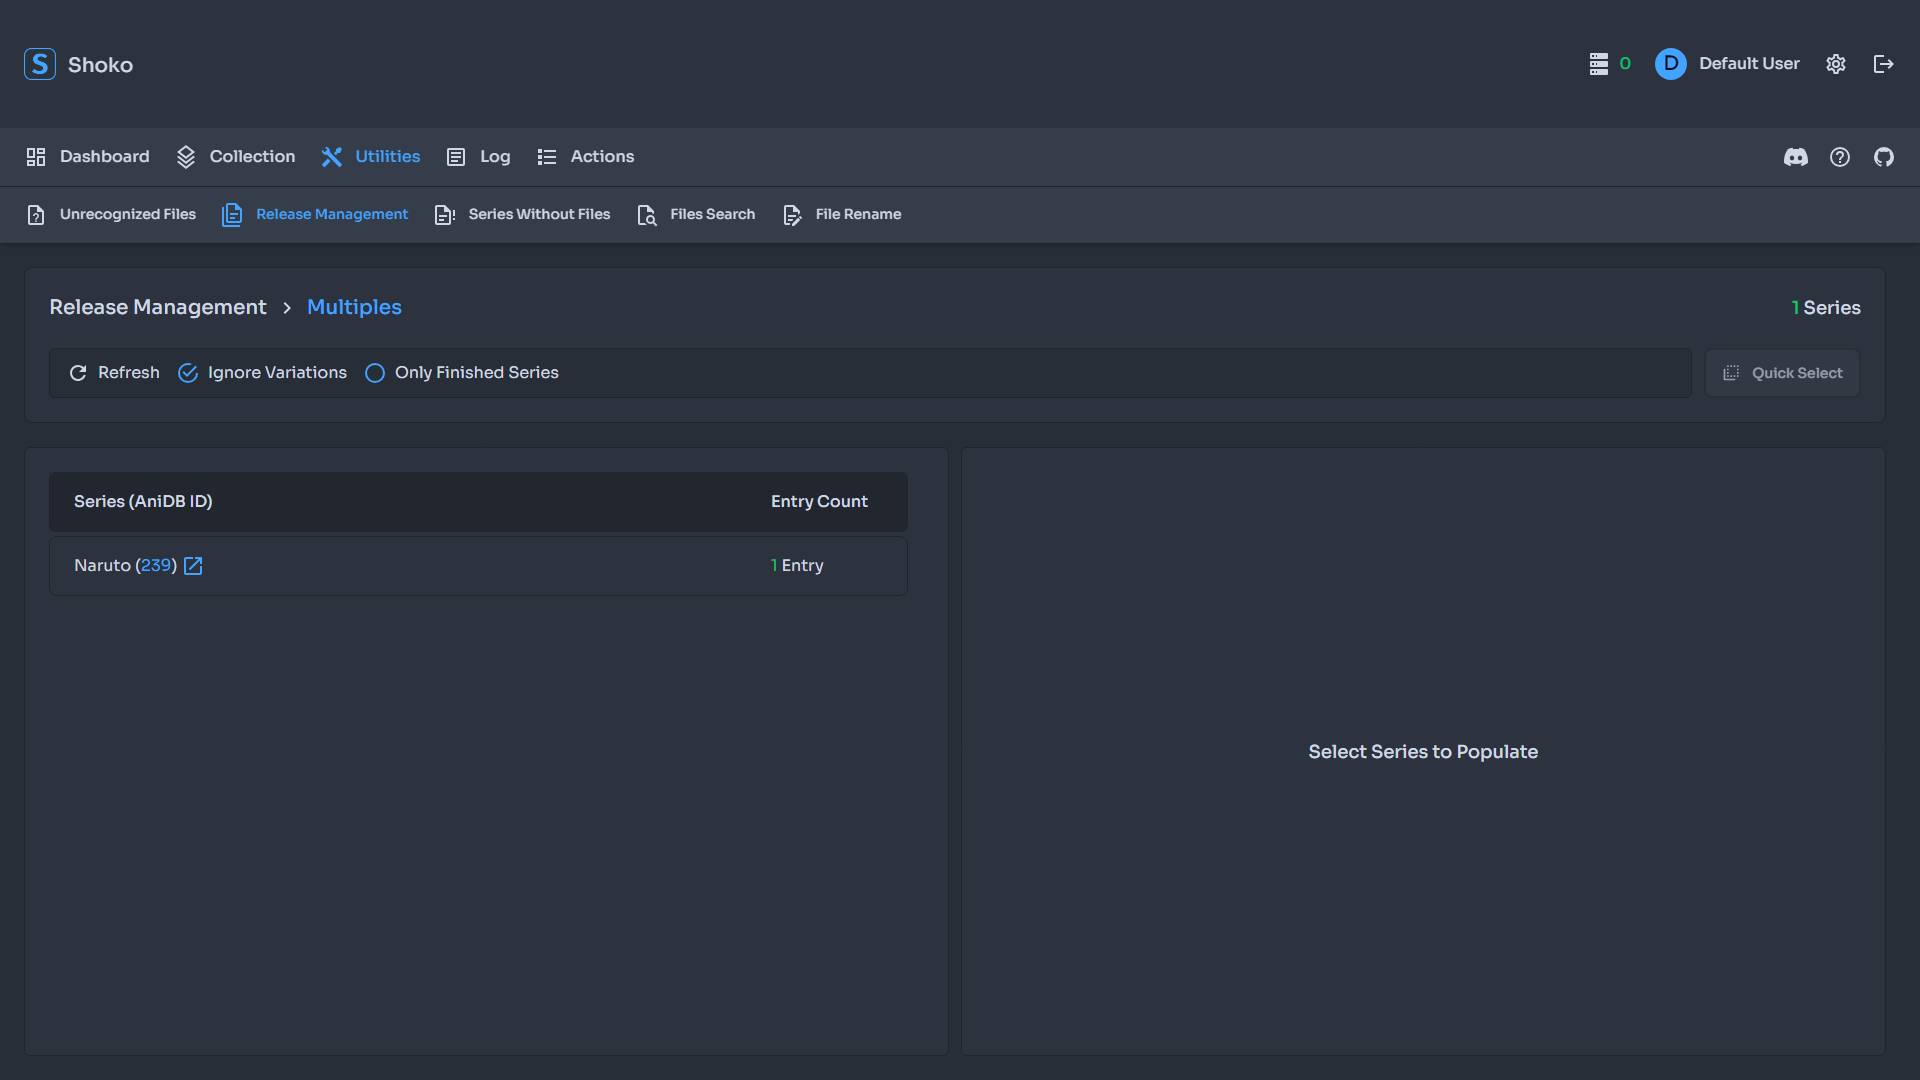 S Shoko
0 D Default User
Dashboard Collection Utilities Log Actions
Unrecognized Files Release Management Series Without Files Files Search File Rename
Release Management > Multiples
1 Series
Refresh Ignore Variations Only Finished Series
Quick Select
Series (AniDB ID) Entry Count
Naruto (239) 1 Entry
Select Series to Populate